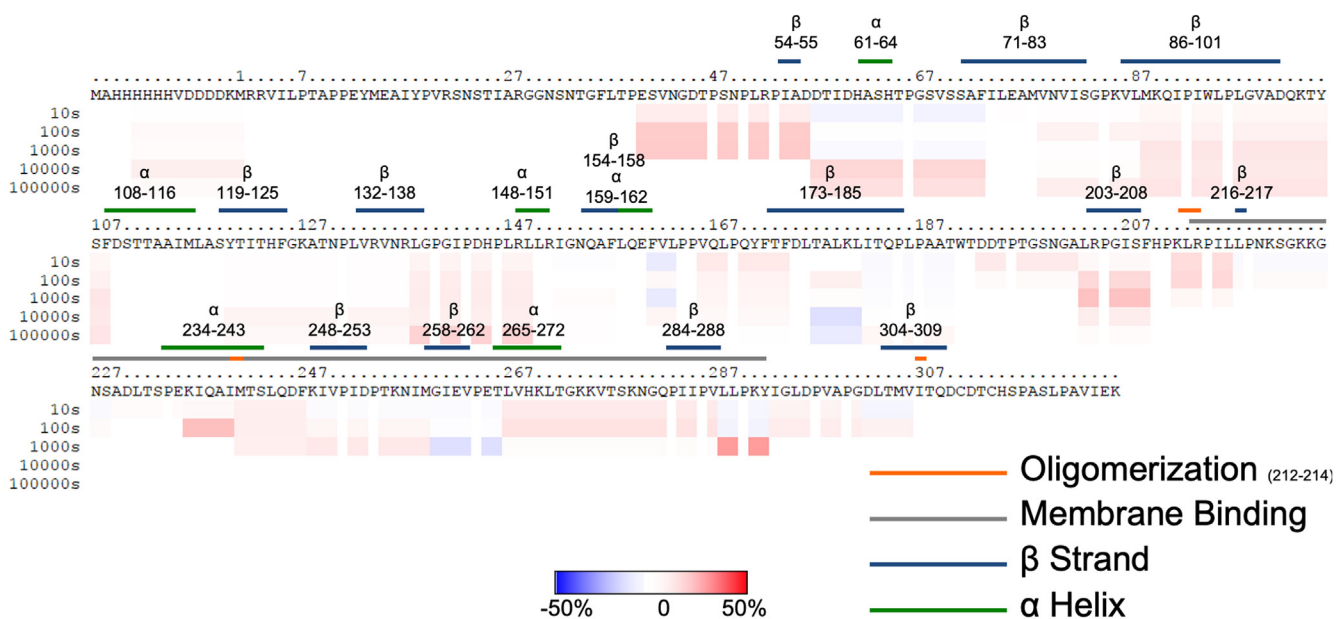 β α β β
54-55 61-64 71-83 86-101
..............1.....7...................27..................47..................67..................87..................
MAHHHHHHVDDDDKMRRVILPTAPPEYMEAIYPVRSNSTIARGGNSNTGFLTPESVNGDTPSNPLRPIADDTIDHASHTPGSVSSAFILEAMVNVISGPKVLMKQIPIWLPLGVADQKTY
10s
100s
1000s
10000s
100000s
β
154-158
α β β α α β β β
108-116 119-125 132-138 148-151 159-162 173-185 203-208 216-217
107.................127.................147.................167.................187.................207.................
SFDSTTAAIMLASYTITHFGKATNPLVRVNRLGPGIPDHPLRLLRIGNQAFLQEFVLPPVQLPQYFTFDLTALKLITQPLPAATWTDDTPTGSNGALRPGISFHPKLRPILLPNKSGKKG
10s
100s
1000s
10000s
100000s
α β β α β β
234-243 248-253 258-262 265-272 284-288 304-309
227.................247.................267.................287.................307.................
NSADLTSPEKIQAIMTSLQDFKIVPIDPTKNIMGIEVPETLVHKLTGKKVTSKNGQPIIPVLLPKYIGLDPVAPGDLTMVITQDCDTCHSPASLPAVIEK
10s
100s
1000s
10000s
100000s
Oligomerization (212-214)
Membrane Binding
β Strand
α Helix
-50% 0 50%